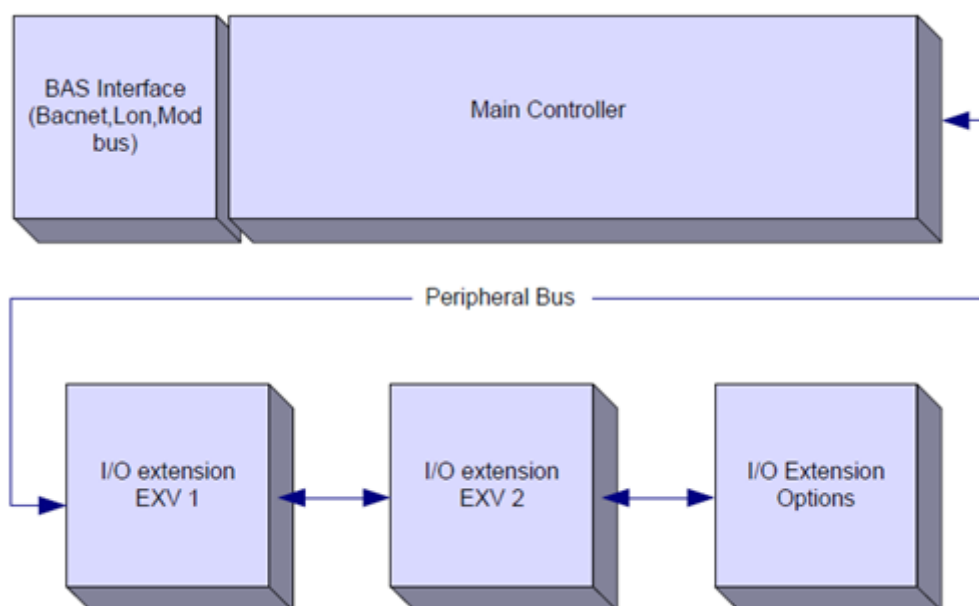 BAS Interface
(Bacnet,Lon,Mod
bus)
Main Controller
Peripheral Bus
I/O extension
EXV 1
I/O extension
EXV 2
I/O Extension
Options